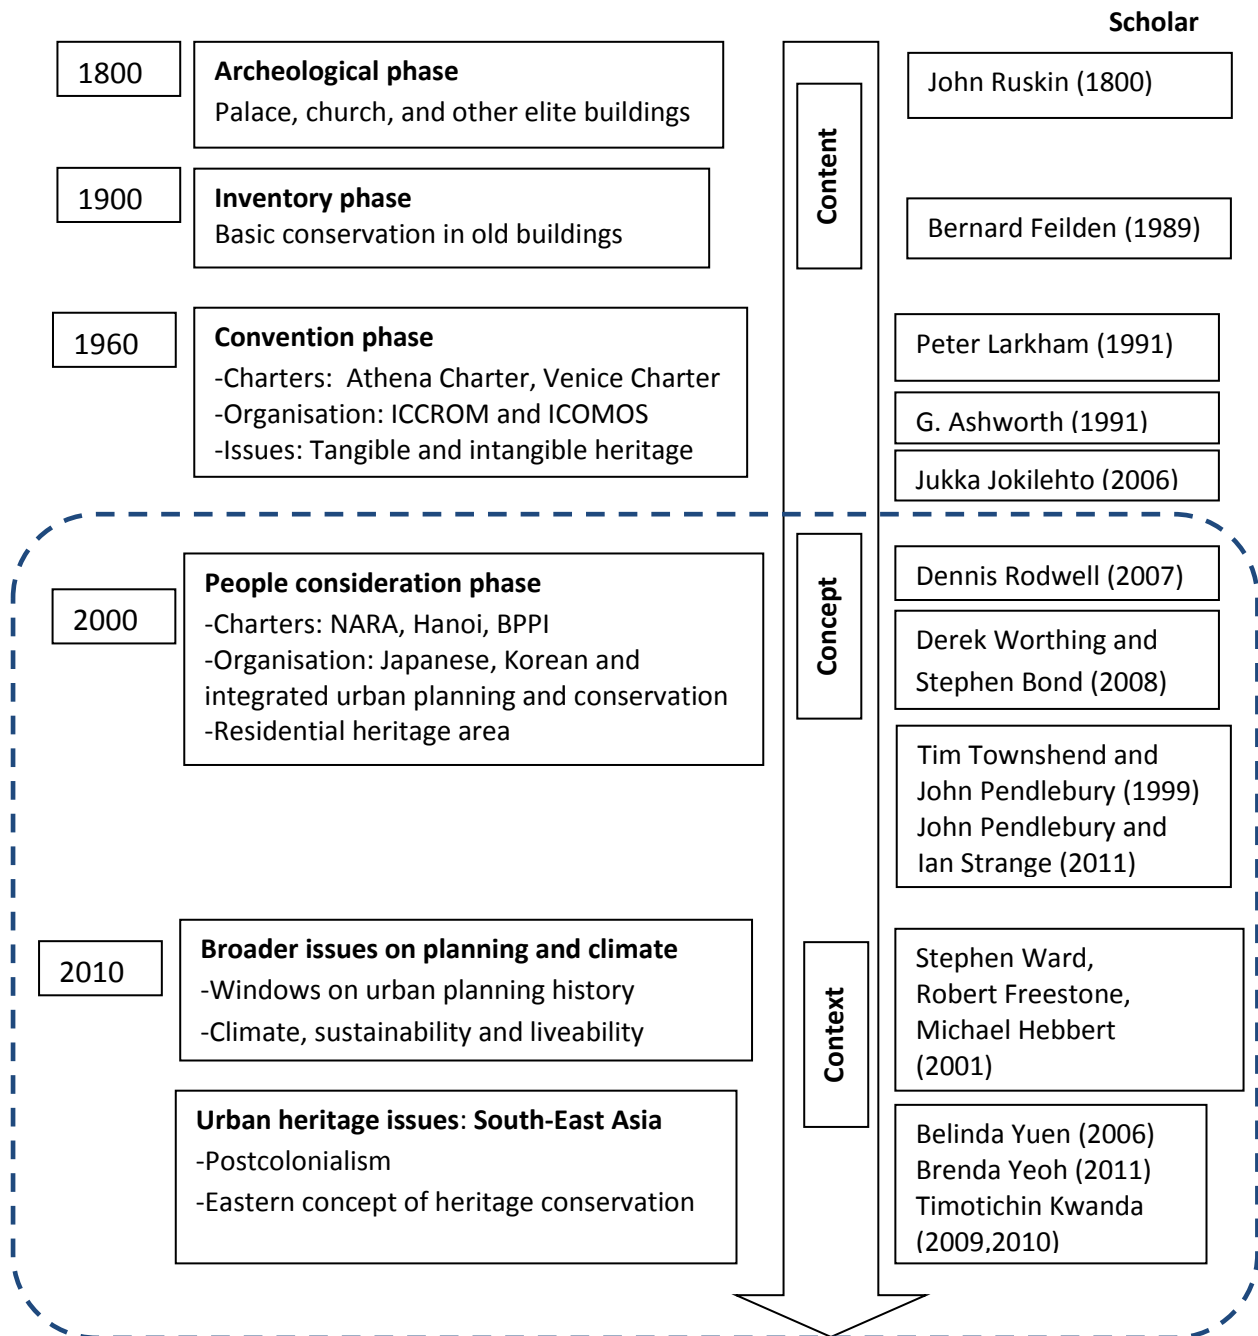 Scholar
1800
Archeological phase
Palace, church, and other elite buildings
John Ruskin (1800)
Content
1900
Inventory phase
Basic conservation in old buildings
Bernard Feilden (1989)
1960
Convention phase
-Charters:  Athena Charter, Venice Charter
-Organisation: ICCROM and ICOMOS
-Issues: Tangible and intangible heritage
Peter Larkham (1991)
G. Ashworth (1991)
Jukka Jokilehto (2006)
2000
People consideration phase
-Charters: NARA, Hanoi, BPPI
-Organisation: Japanese, Korean and
integrated urban planning and conservation
-Residential heritage area
Concept
Dennis Rodwell (2007)
Derek Worthing and
Stephen Bond (2008)
Tim Townshend and
John Pendlebury (1999)
John Pendlebury and
Ian Strange (2011)
2010
Broader issues on planning and climate
-Windows on urban planning history
-Climate, sustainability and liveability
Context
Stephen Ward,
Robert Freestone,
Michael Hebbert
(2001)
Urban heritage issues: South-East Asia
-Postcolonialism
-Eastern concept of heritage conservation
Belinda Yuen (2006)
Brenda Yeoh (2011)
Timotichin Kwanda
(2009,2010)